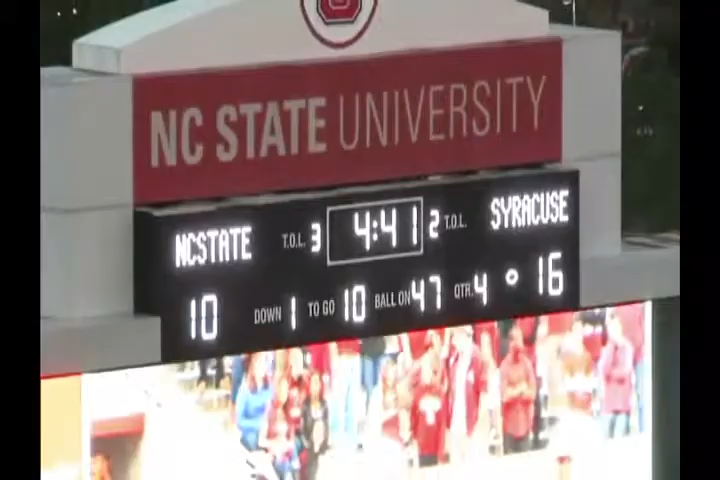 NC STATE UNIVERSITY
NCSTATE T.O.L. 3 4:41 2 T.O.L. SYRACUSE
10 DOWN 1 TO GO 10 BALL ON 47 QTR. 4 16